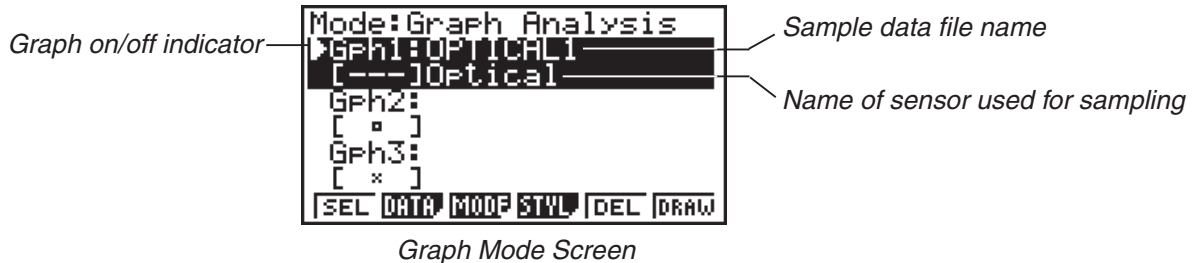 Mode:Graph Analysis
Graph on/off indicator
Gph1:OPTICAL1
Sample data file name
[---]Optical
Name of sensor used for sampling
Gph2:
[ ▫ ]
Gph3:
[ × ]
SEL DATA MODE STYL DEL DRAW
Graph Mode Screen